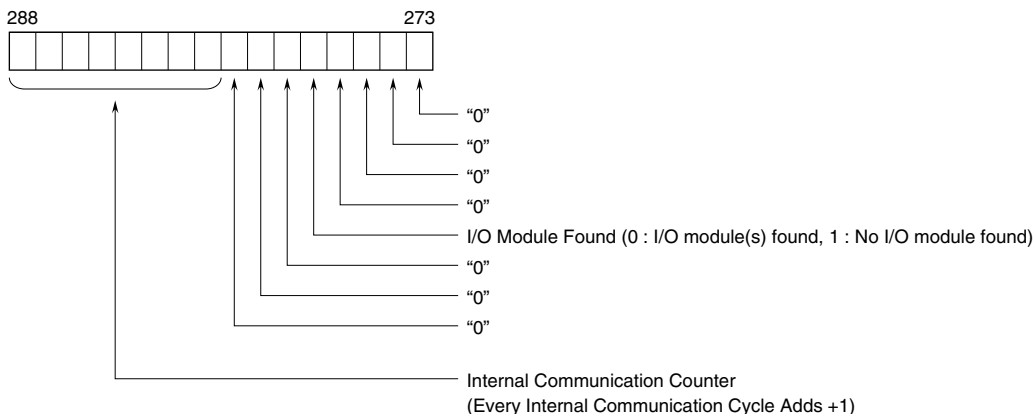 288 273
“0”
“0”
“0”
“0”
I/O Module Found (0 : I/O module(s) found, 1 : No I/O module found)
“0”
“0”
“0”
Internal Communication Counter
(Every Internal Communication Cycle Adds +1)